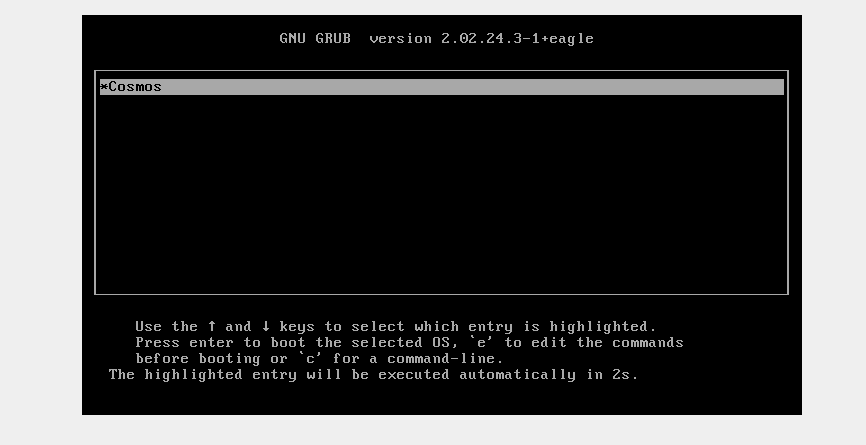 GNU GRUB  version 2.02.24.3-1+eagle
*Cosmos
Use the ↑ and ↓ keys to select which entry is highlighted.
Press enter to boot the selected OS, `e' to edit the commands
before booting or `c' for a command-line.
The highlighted entry will be executed automatically in 2s.